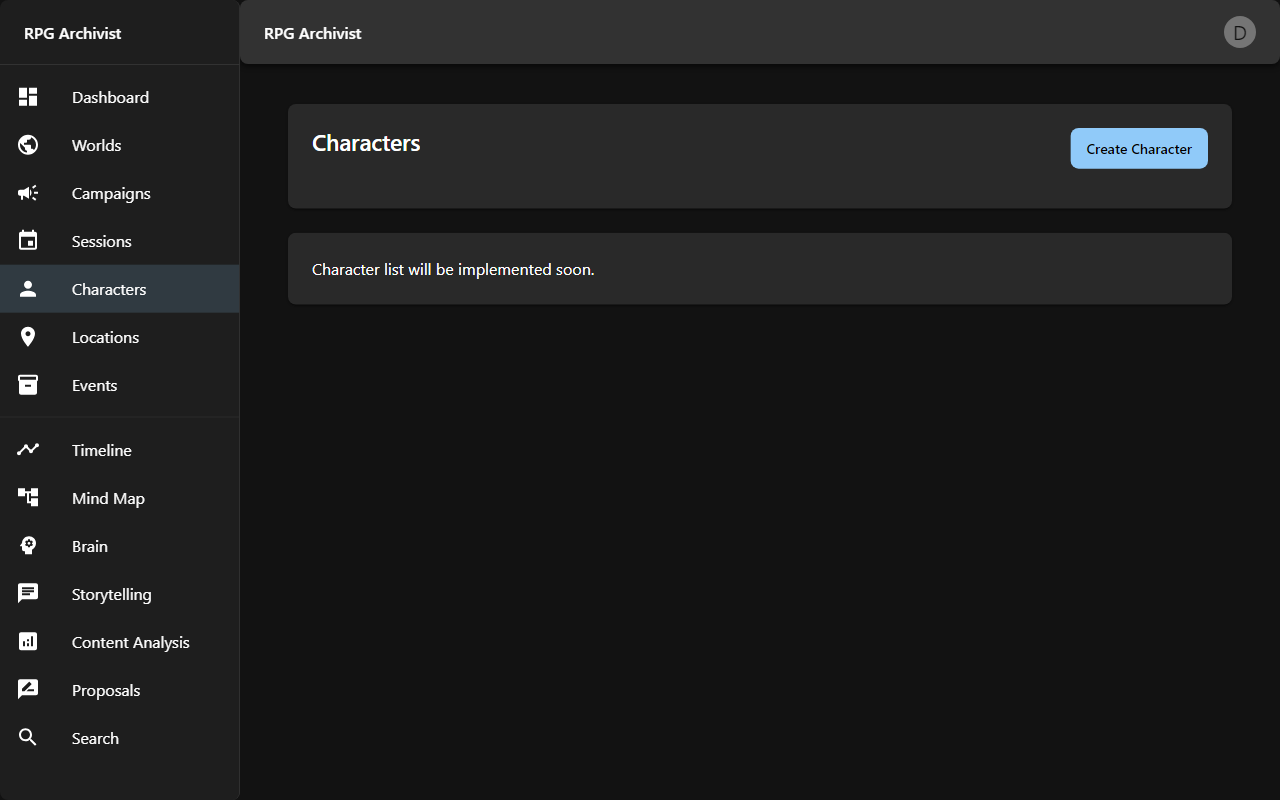 RPG Archivist
Dashboard
Worlds
Campaigns
Sessions
Characters
Locations
Events
Timeline
Mind Map
Brain
Storytelling
Content Analysis
Proposals
Search
RPG Archivist
D
Characters
Create Character
Character list will be implemented soon.